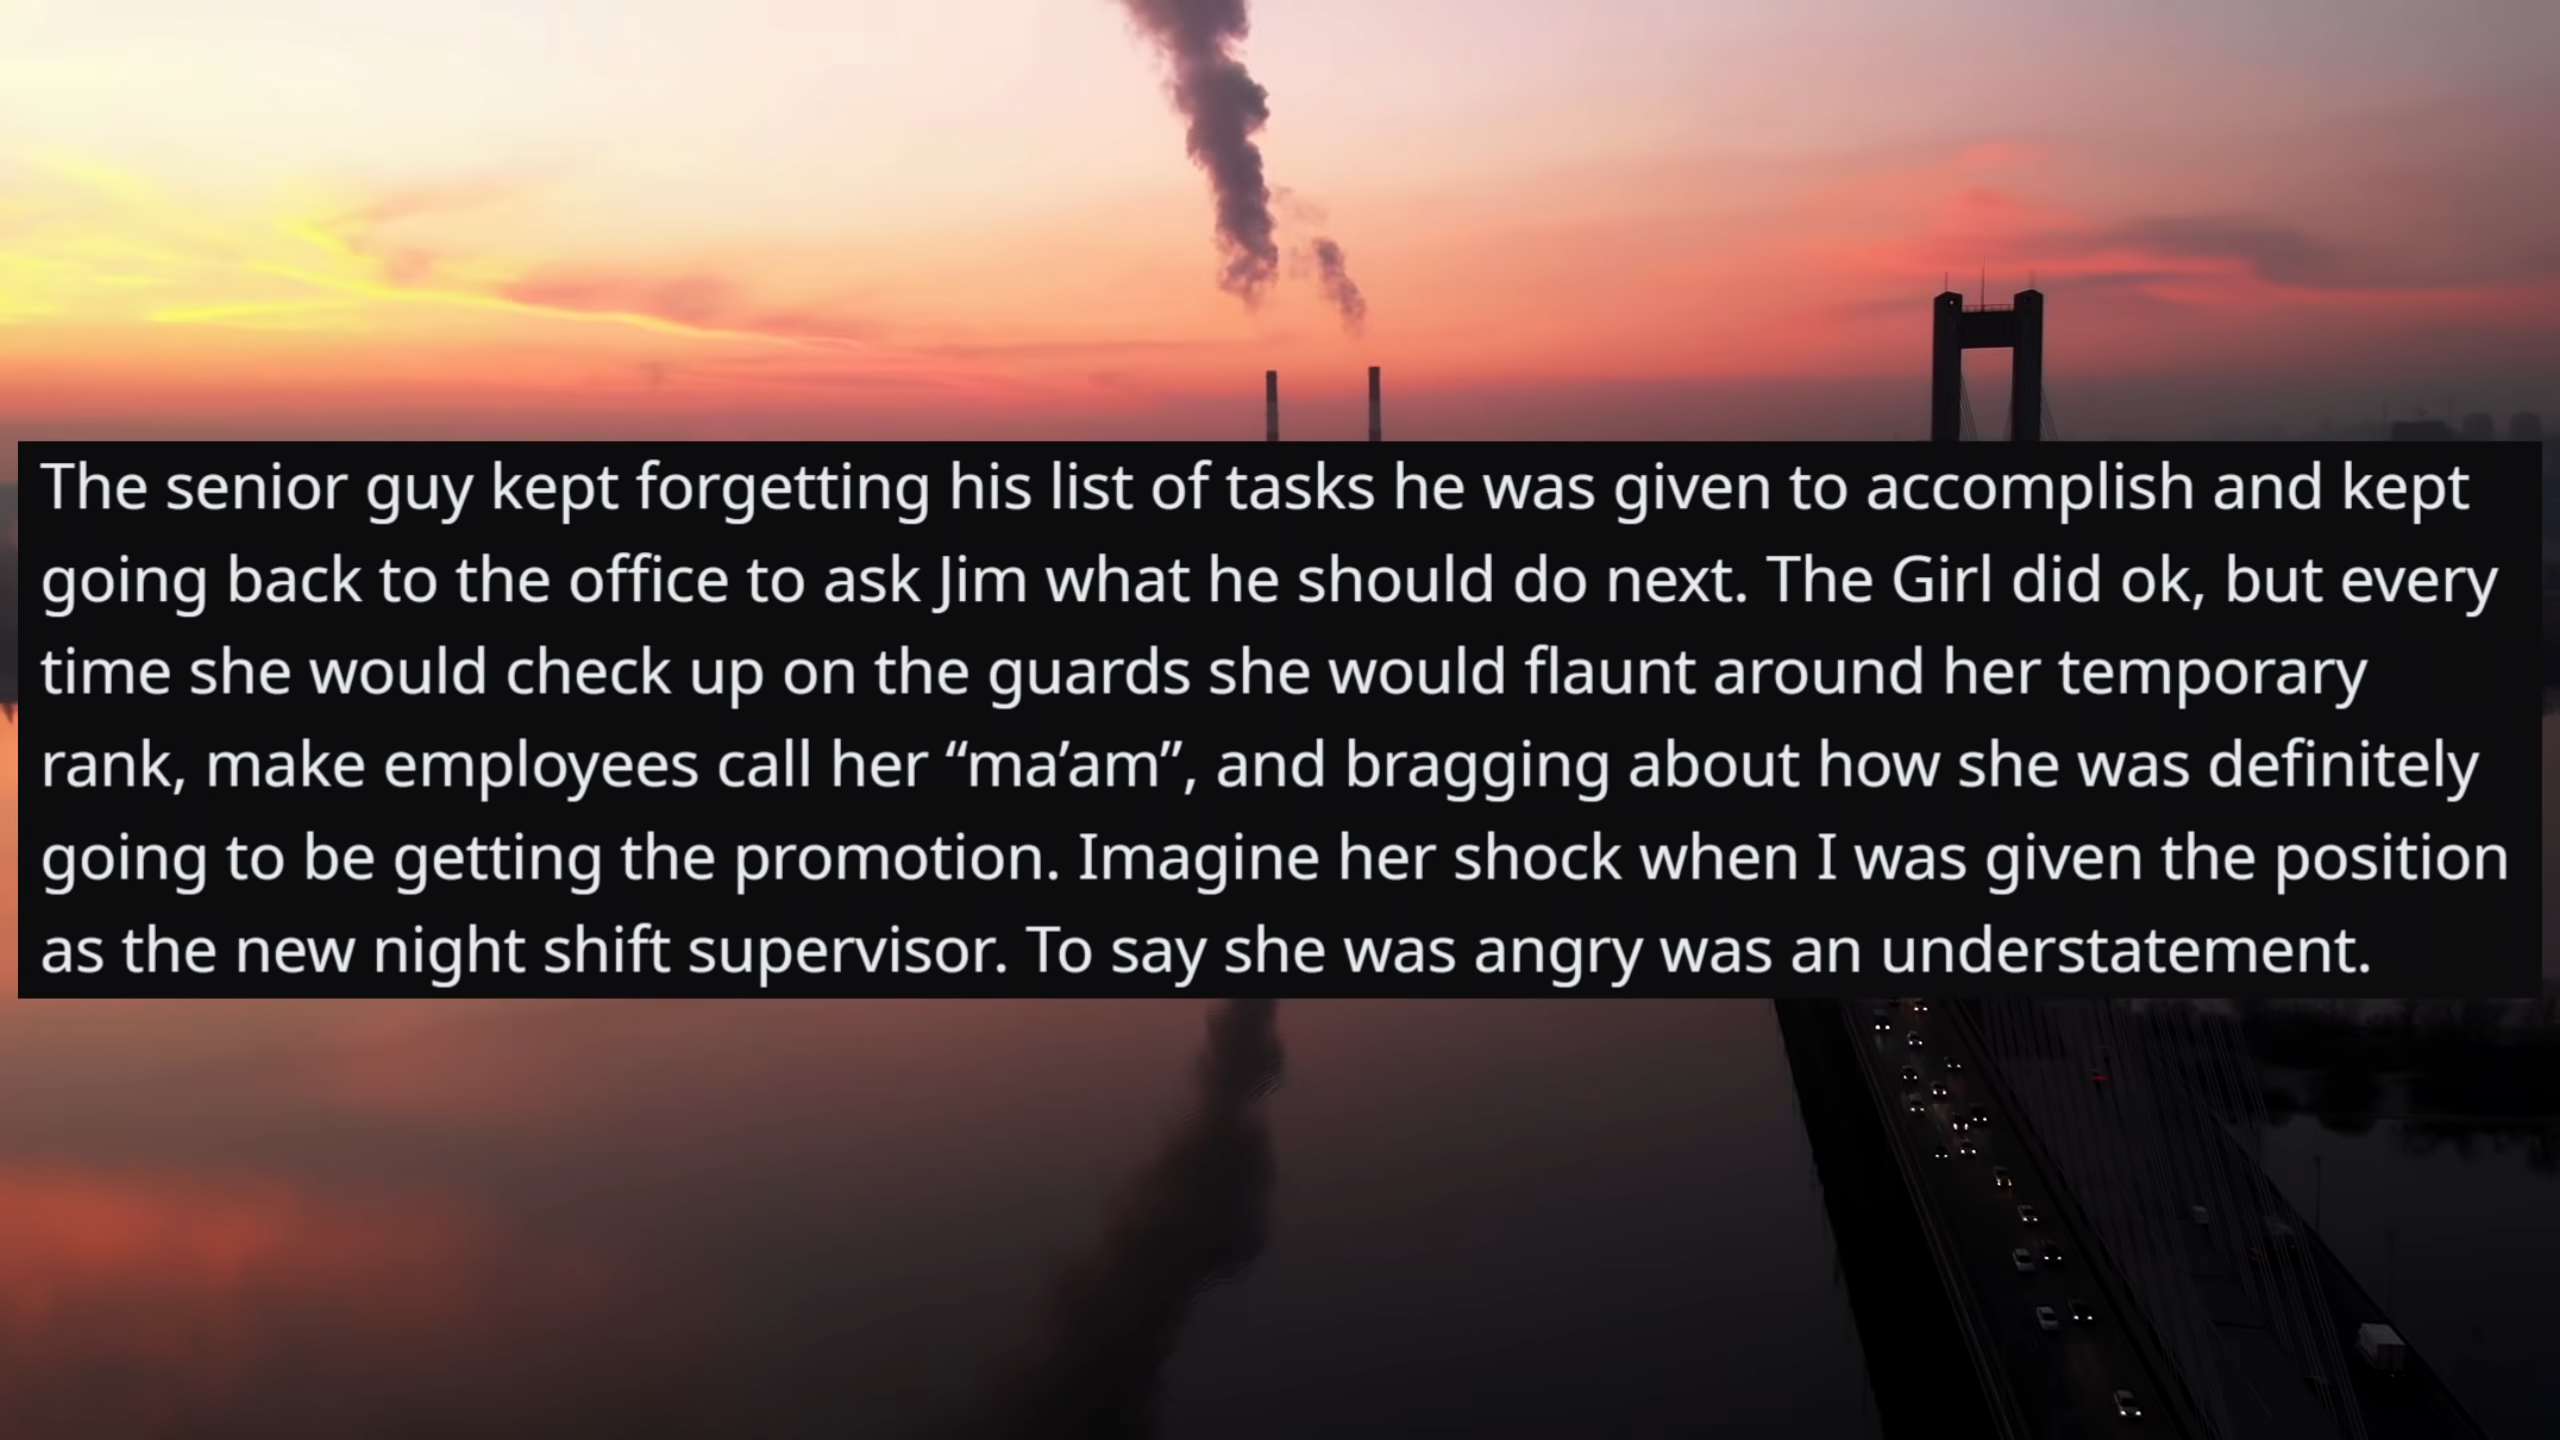 The senior guy kept forgetting his list of tasks he was given to accomplish and kept
going back to the office to ask Jim what he should do next. The Girl did ok, but every
time she would check up on the guards she would flaunt around her temporary
rank, make employees call her “ma’am”, and bragging about how she was definitely
going to be getting the promotion. Imagine her shock when I was given the position
as the new night shift supervisor. To say she was angry was an understatement.